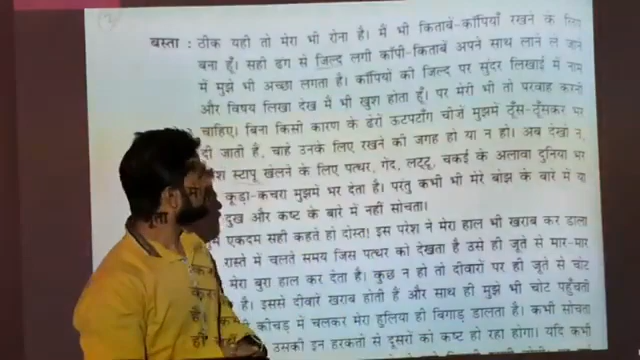 बस्ता : ठीक यही तो मेरा भी रोना है। मैं भी किताबें-कॉपियाँ रखने के लिए
बना हूँ। सही ढंग से जिल्द लगी कॉपी-किताबें अपने साथ लाने ले जाने
में मुझे भी अच्छा लगता है। कॉपियों की जिल्द पर सुंदर लिखाई में नाम
और विषय लिखा देख मैं भी खुश होता हूँ। पर मेरी भी तो परवाह करनी
चाहिए। बिना किसी कारण के ढेरों ऊटपटाँग चीजें मुझमें ठूँस-ठूँसकर भर
दी जाती हैं, चाहे उनके लिए रखने को जगह हो या न हो। अब देखो न,
स्टापू खेलने के लिए पत्थर, गेंद, लट्टू, चकई के अलावा दुनिया भर
कूड़ा-कचरा मुझमें भर देता है। परंतु कभी भी मेरे बोझ के बारे में या
दुख और कष्ट के बारे में नहीं सोचता।
जूता
एकदम सही कहते हो दोस्त! इस परेश ने मेरा हाल भी खराब कर डाला
रास्ते में चलते समय जिस पत्थर को देखता है उसे ही जूते से मार-मार
मेरा बुरा हाल कर देता है। कुछ न हो तो दीवारों पर ही जूते से चोट
है। इससे दीवारें खराब होती हैं और साथ ही मुझे भी चोट पहुँचती
कीचड़ में चलकर मेरा हुलिया ही बिगाड़ डालता है। कभी सोचता
उसकी इन हरकतों से दूसरों को कष्ट हो रहा होगा। यदि कभी